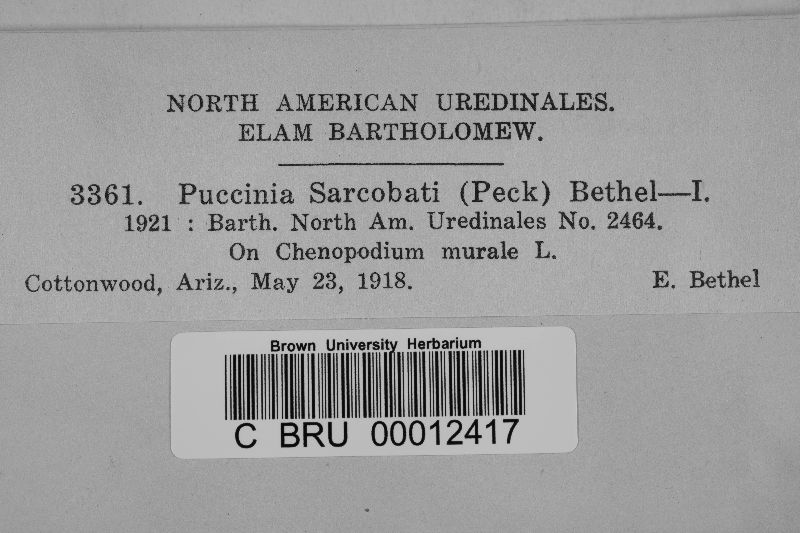 NORTH AMERICAN UREDINALES.
ELAM BARTHOLOMEW.
3361. Puccinia Sarcobati (Peck) Bethel—I.
1921 : Barth. North Am. Uredinales No. 2464.
On Chenopodium murale L.
Cottonwood, Ariz., May 23, 1918. E. Bethel
Brown University Herbarium
C BRU 00012417